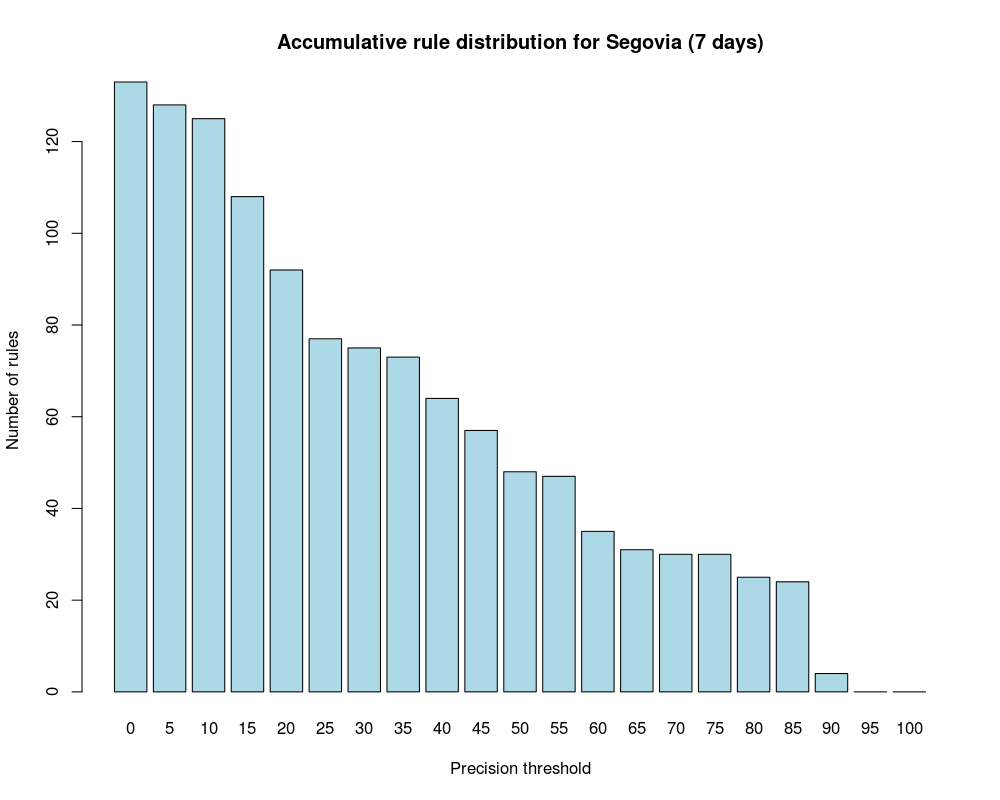 Accumulative rule distribution for Segovia (7 days)
Number of rules
120
100
80
60
40
20
0
0 5 10 15 20 25 30 35 40 45 50 55 60 65 70 75 80 85 90 95 100
Precision threshold